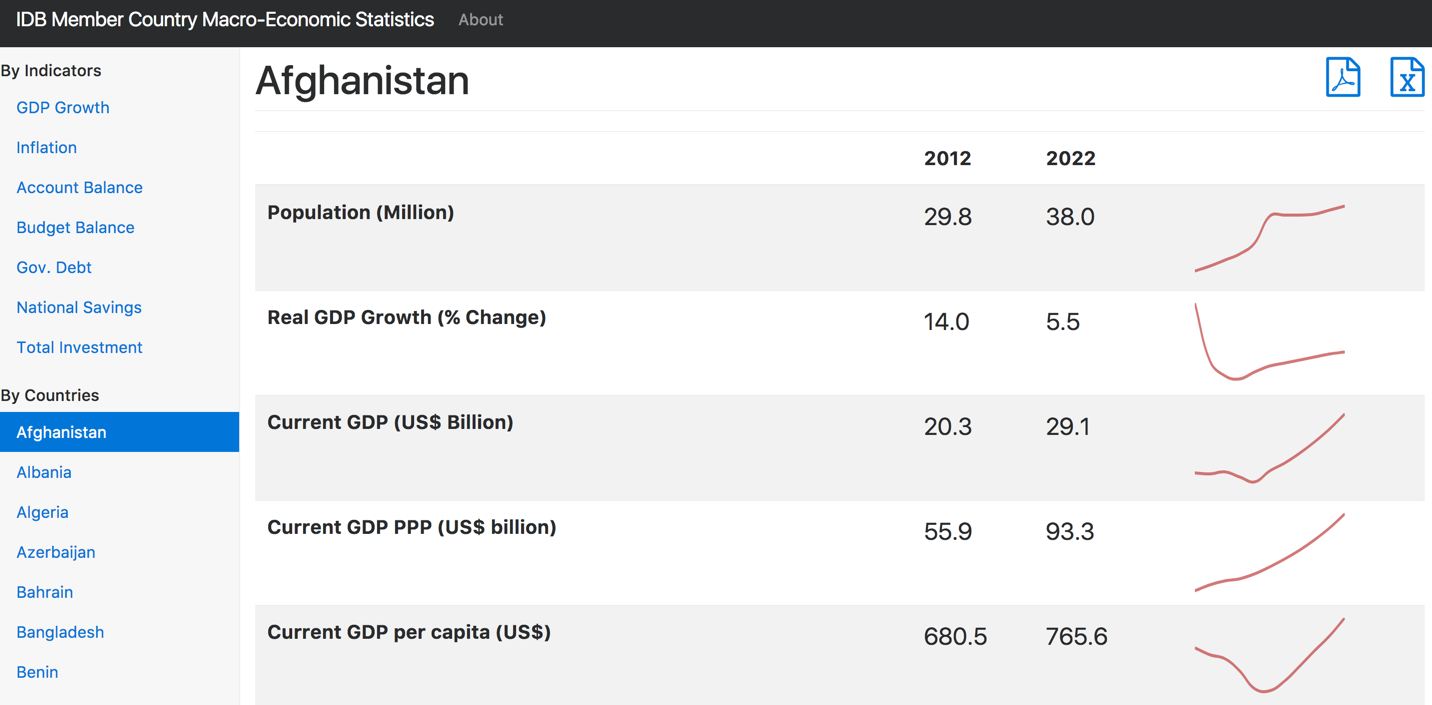 IDB Member Country Macro-Economic Statistics About
By Indicators
GDP Growth
Inflation
Account Balance
Budget Balance
Gov. Debt
National Savings
Total Investment
By Countries
Afghanistan
Albania
Algeria
Azerbaijan
Bahrain
Bangladesh
Benin
Afghanistan
X
2012 2022
Population (Million) 29.8 38.0
Real GDP Growth (% Change) 14.0 5.5
Current GDP (US$ Billion) 20.3 29.1
Current GDP PPP (US$ billion) 55.9 93.3
Current GDP per capita (US$) 680.5 765.6